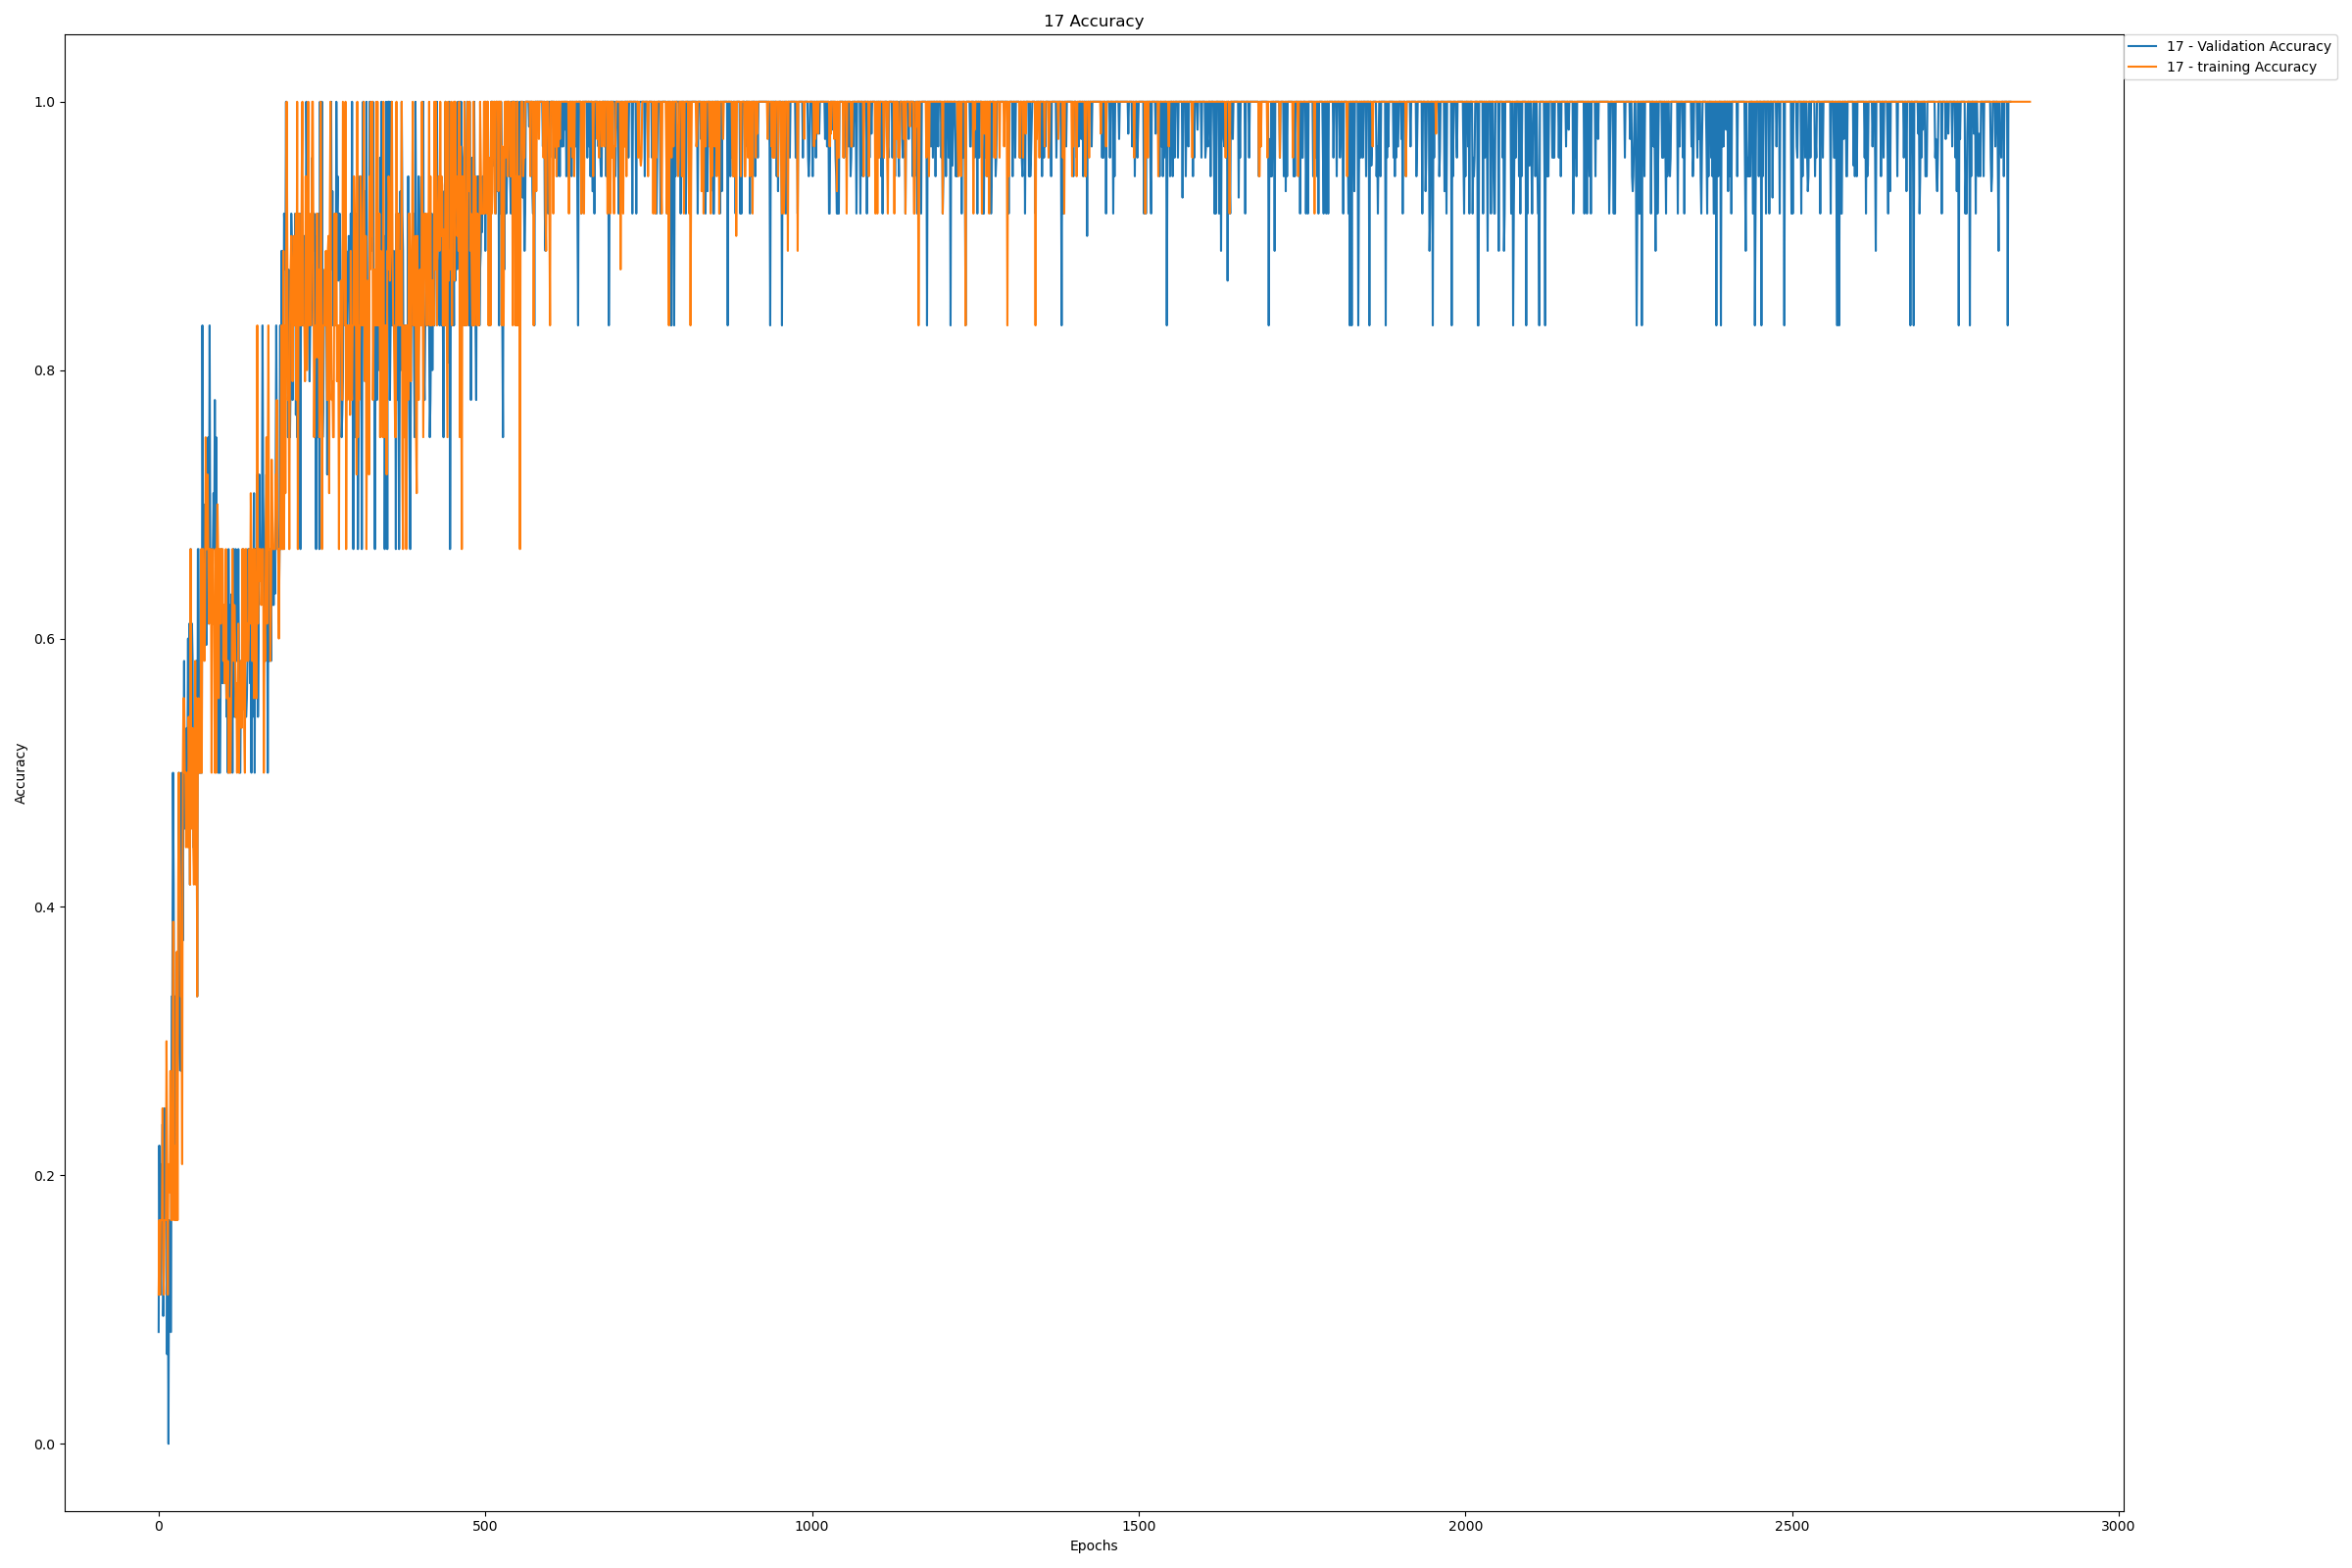 17 Accuracy
17 - Validation Accuracy
17 - training Accuracy
1.0
0.8
0.6
0.4
0.2
0.0
Accuracy
0 500 1000 1500 2000 2500 3000
Epochs